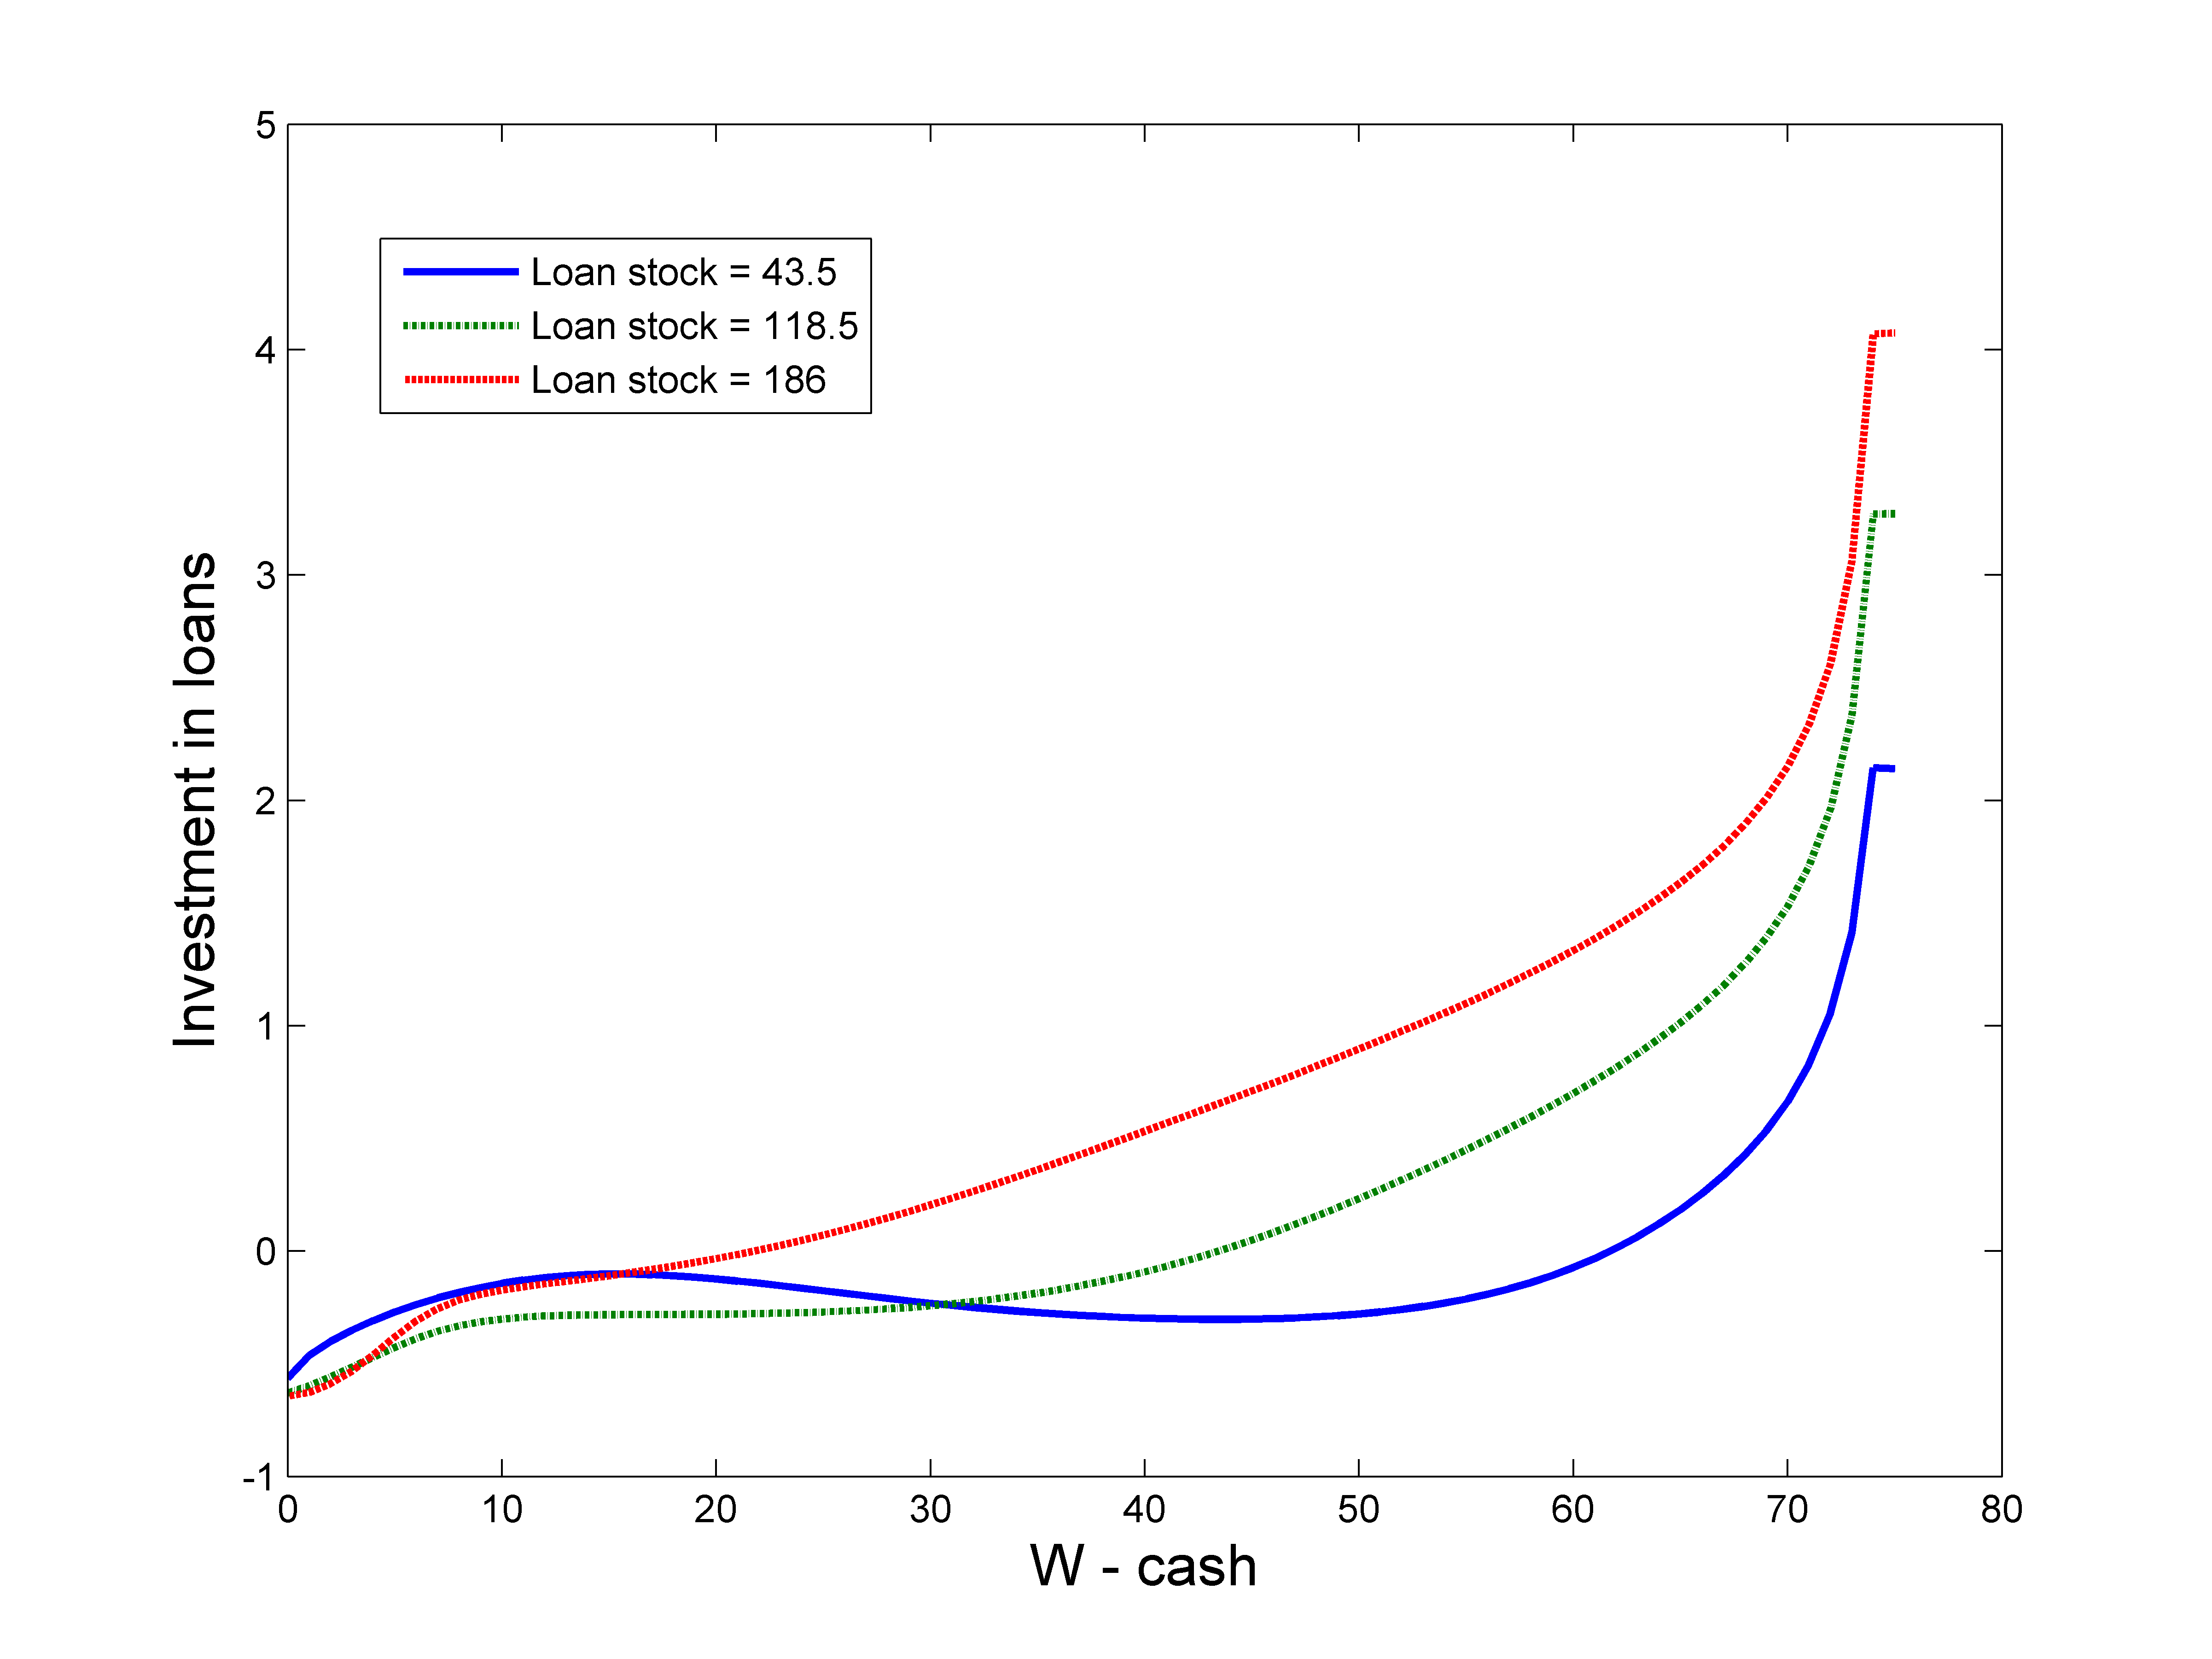 5
4
3
2
1
0
-1
Investment in loans
Loan stock = 43.5
Loan stock = 118.5
Loan stock = 186
0 10 20 30 40 50 60 70 80
W - cash